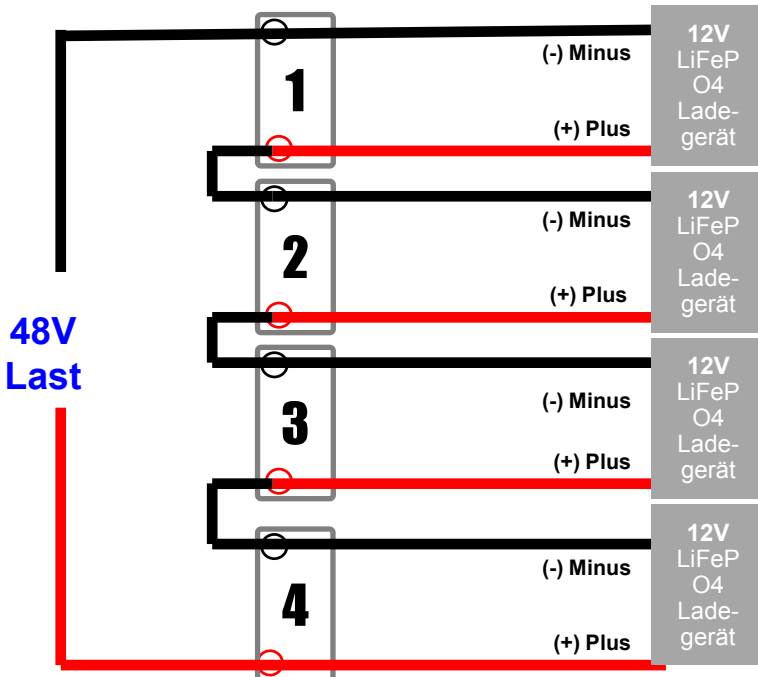 12V
LiFeP
O4
Lade-
gerät
(-) Minus
1
(+) Plus
12V
LiFeP
O4
Lade-
gerät
(-) Minus
2
(+) Plus
48V
Last
12V
LiFeP
O4
Lade-
gerät
(-) Minus
3
(+) Plus
12V
LiFeP
O4
Lade-
gerät
(-) Minus
4
(+) Plus